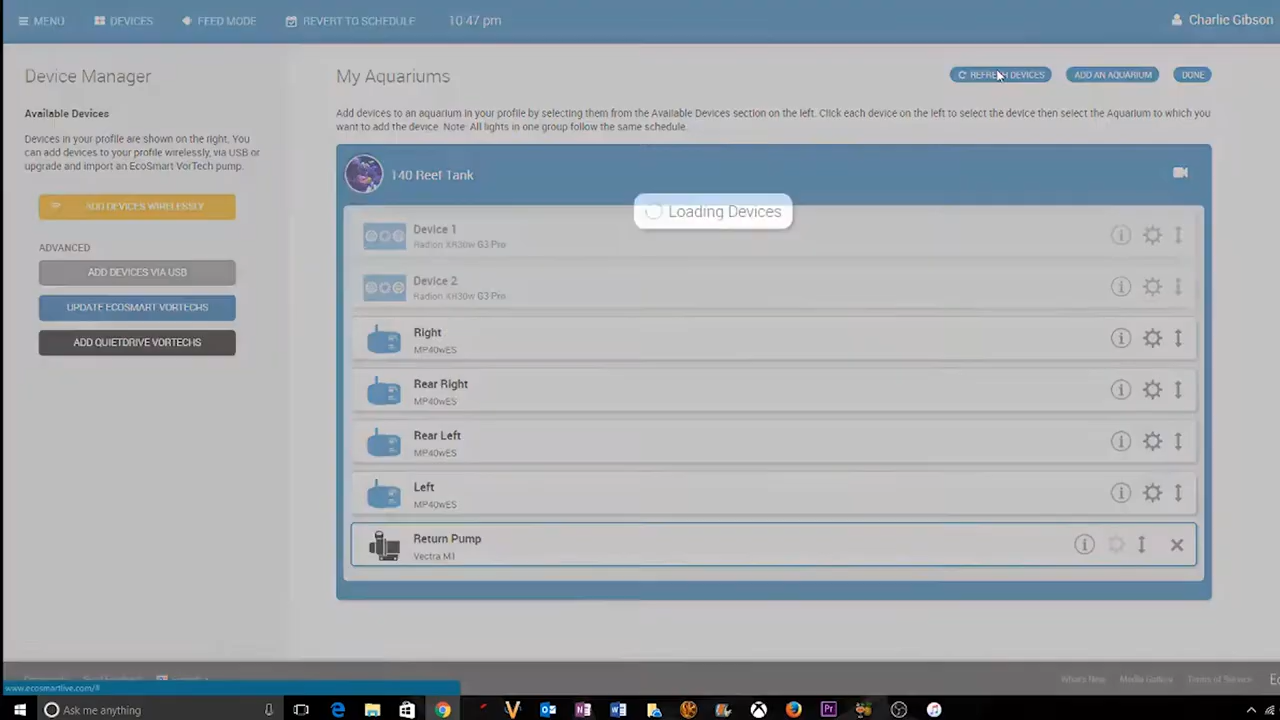 MENU
DEVICES
FEED MODE
REVERT TO SCHEDULE
10:47 pm
Charlie Gibson
Device Manager
Available Devices
Devices in your profile are shown on the right. You
can add devices to your profile wirelessly, via USB or
upgrade and import an EcoSmart VorTech pump.
ADD DEVICES WIRELESSLY
ADVANCED
ADD DEVICES VIA USB
UPDATE ECOSMART VORTECHS
ADD QUIETDRIVE VORTECHS
My Aquariums
REFRESH DEVICES
ADD AN AQUARIUM
DONE
Add devices to an aquarium in your profile by selecting them from the Available Devices section on the left. Click each device on the left to select the device then select the Aquarium to which you
want to add the device. Note: All lights in one group follow the same schedule.
140 Reef Tank
Loading Devices
Device 1
Radion XR30w G3 Pro
Device 2
Radion XR30w G3 Pro
Right
MP40wES
Rear Right
MP40wES
Rear Left
MP40wES
Left
MP40wES
Return Pump
Vectra M1
What's New
Media Gallery
Terms of Service
www.ecosmartlive.com/#
Ask me anything